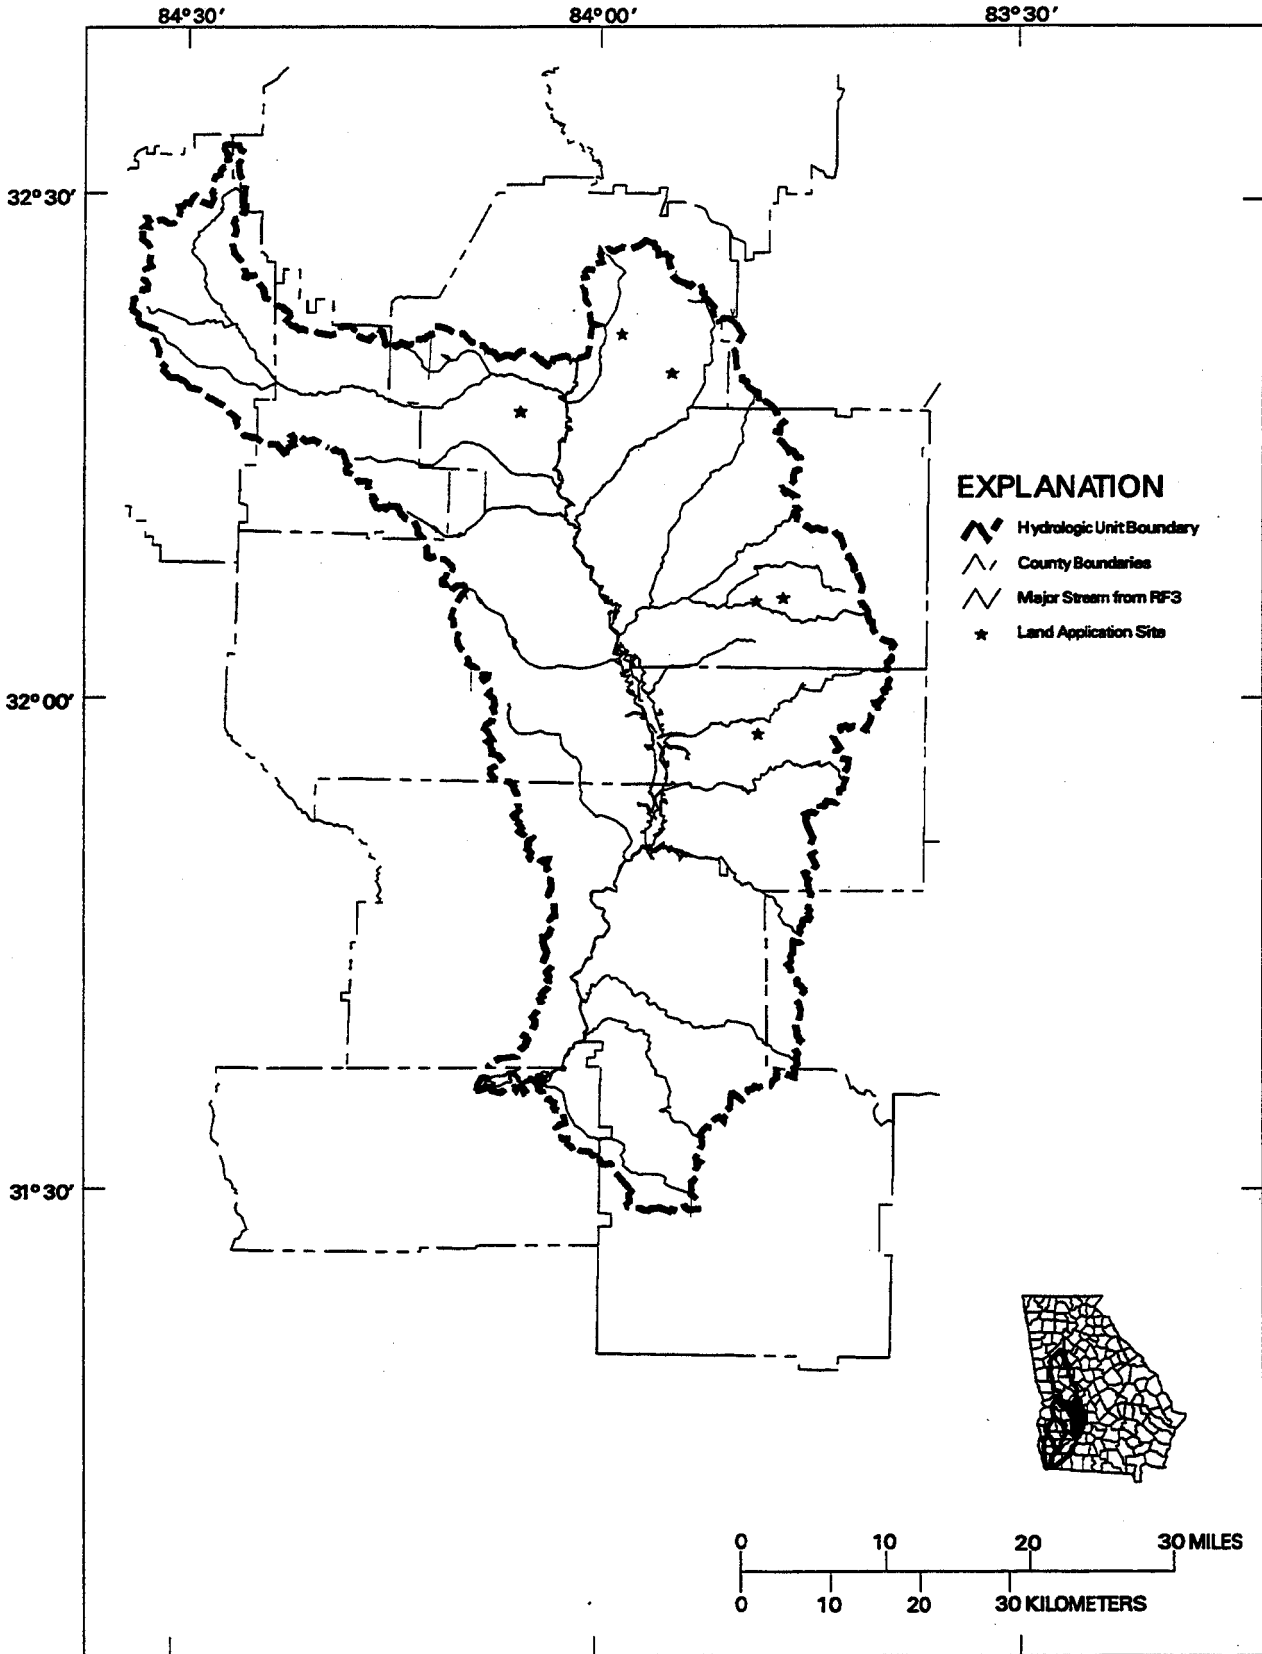 84°30′ 84°00′ 83°30′
32°30′
EXPLANATION
Hydrologic Unit Boundary
County Boundaries
Major Stream from RF3
Land Application Site
32°00′
31°30′
0 10 20 30 MILES
0 10 20 30 KILOMETERS